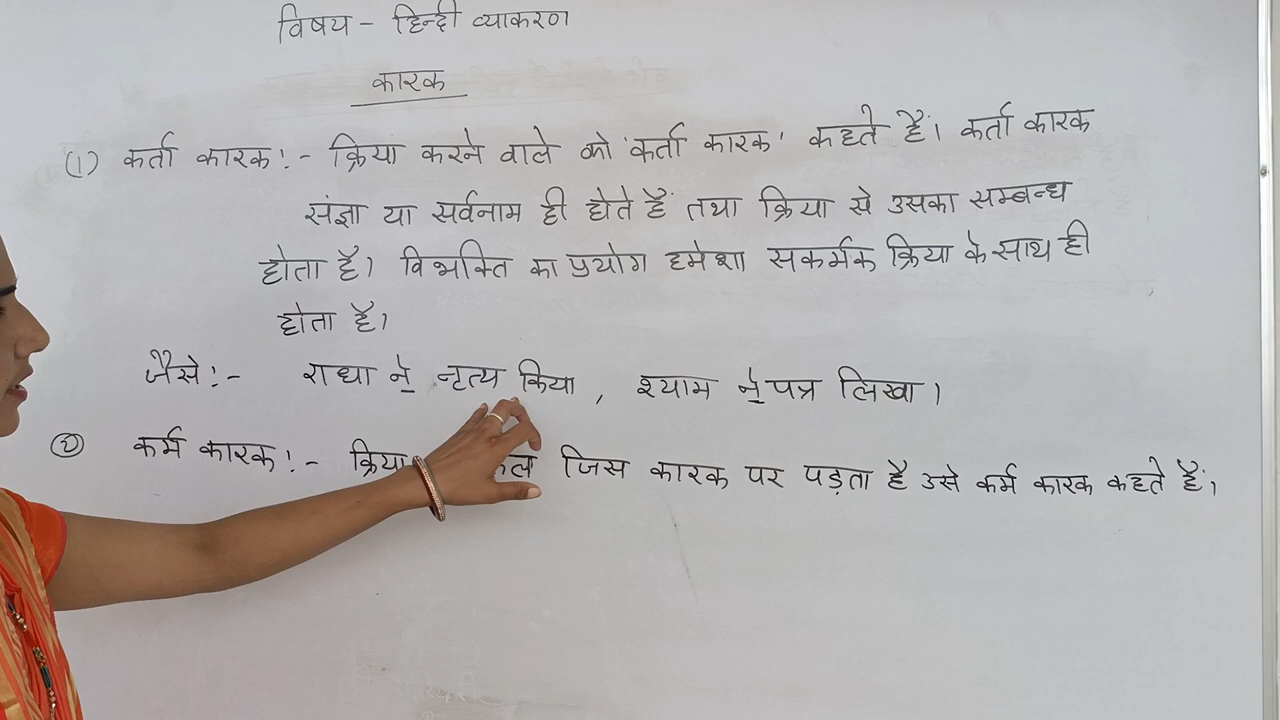 विषय - हिन्दी व्याकरण
कारक
(1) कर्ता कारक :- क्रिया करने वाले को 'कर्ता कारक' कहते हैं। कर्ता कारक
संज्ञा या सर्वनाम ही होते हैं तथा क्रिया से उसका सम्बन्ध
होता है। विभक्ति का प्रयोग हमेशा सकर्मक क्रिया के साथ ही
होता है।
जैसे :- राधा ने नृत्य किया , श्याम ने पत्र लिखा।
(2) कर्म कारक :- क्रिया जिस कारक पर पड़ता है उसे कर्म कारक कहते हैं।